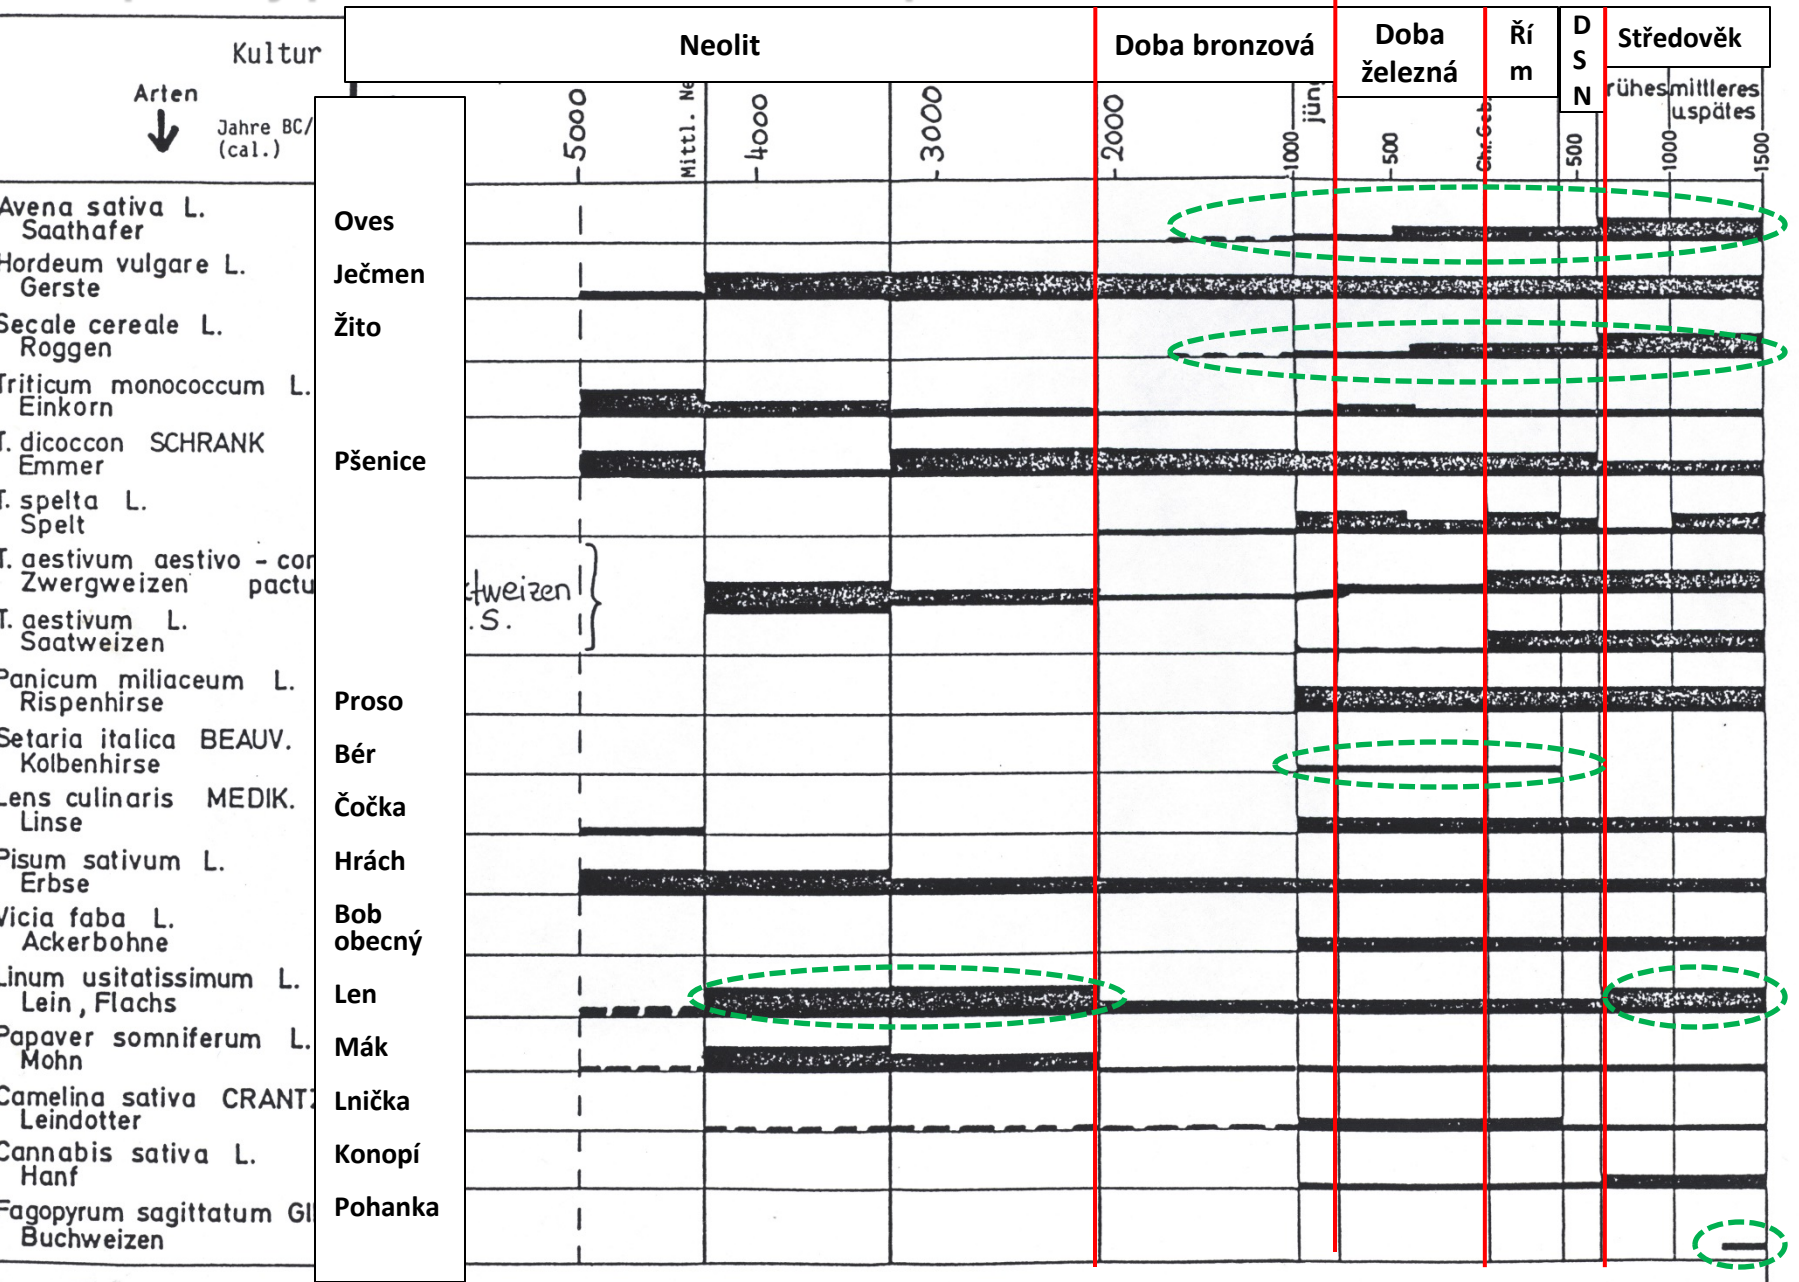 Kultur
Neolit
Doba bronzová
Doba
železná
Ří
m
D
S
N
Středověk
Arten
Jahre BC/
(cal.)
5000
Mittl. Ne
4000
3000
2000
1000
jün
500
Chr.Geb.
500
rühes mittleres
u.spätes
1000
1500
Avena sativa L.
Saathafer
Oves
Hordeum vulgare L.
Gerste
Ječmen
Secale cereale L.
Roggen
Žito
Triticum monococcum L.
Einkorn
T. dicoccon SCHRANK
Emmer
Pšenice
T. spelta L.
Spelt
T. aestivum aestivo - com
Zwergweizen pactu
ktweizen
.S.
T. aestivum L.
Saatweizen
Panicum miliaceum L.
Rispenhirse
Proso
Setaria italica BEAUV.
Kolbenhirse
Bér
Lens culinaris MEDIK.
Linse
Čočka
Pisum sativum L.
Erbse
Hrách
Vicia faba L.
Ackerbohne
Bob
obecný
Linum usitatissimum L.
Lein, Flachs
Len
Papaver somniferum L.
Mohn
Mák
Camelina sativa CRANTZ
Leindotter
Lnička
Cannabis sativa L.
Hanf
Konopí
Fagopyrum sagittatum GI
Buchweizen
Pohanka